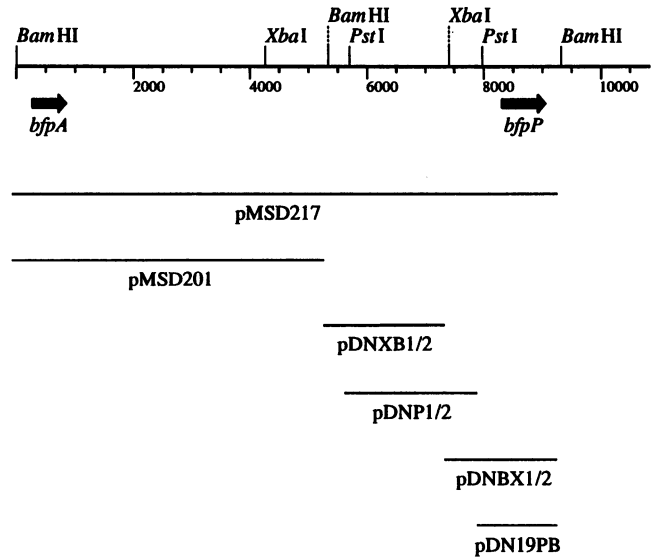 BamHI
XbaI
BamHI
PstI
XbaI
PstI
BamHI
2000
4000
6000
8000
10000
bfpA
bfpP
pMSD217
pMSD201
pDNXB1/2
pDNP1/2
pDNBX1/2
pDN19PB